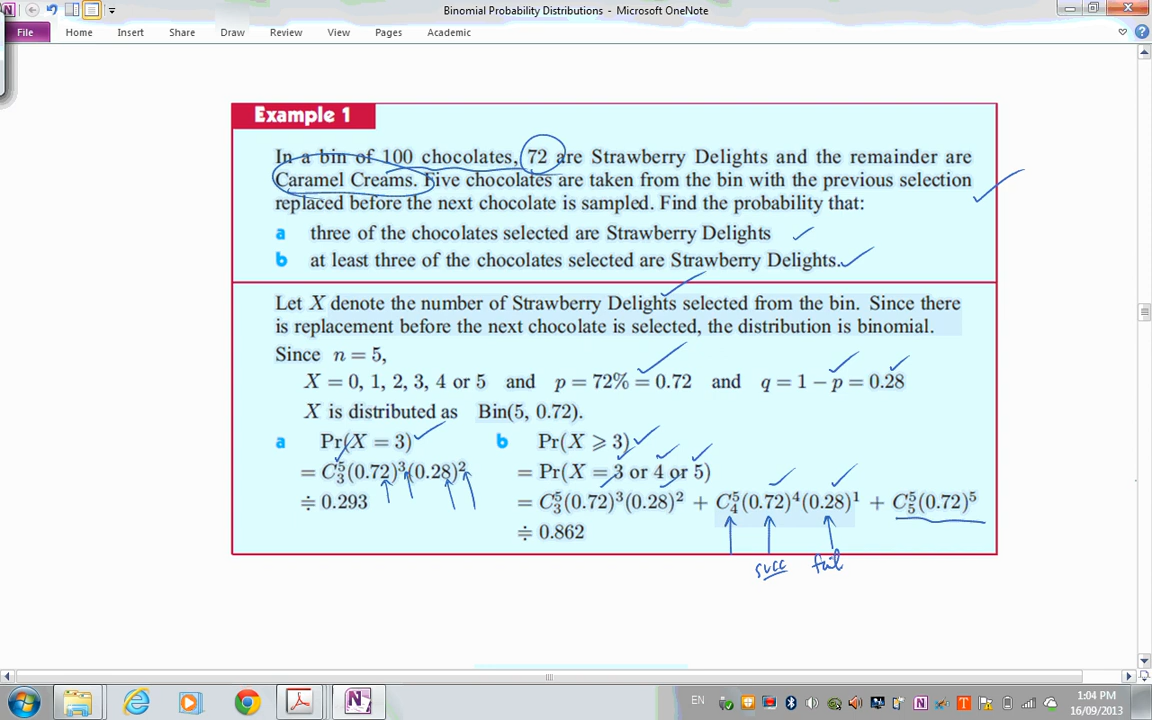 Binomial Probability Distributions - Microsoft OneNote
File Home Insert Share Draw Review View Pages Academic
Example 1
In a bin of 100 chocolates, 72 are Strawberry Delights and the remainder are
Caramel Creams. Five chocolates are taken from the bin with the previous selection
replaced before the next chocolate is sampled. Find the probability that:
a three of the chocolates selected are Strawberry Delights
b at least three of the chocolates selected are Strawberry Delights.
Let X denote the number of Strawberry Delights selected from the bin. Since there
is replacement before the next chocolate is selected, the distribution is binomial.
Since n = 5,
X = 0, 1, 2, 3, 4 or 5 and p = 72% = 0.72 and q = 1 − p = 0.28
X is distributed as Bin(5, 0.72).
a Pr(X = 3)
= C⁵₃(0.72)³(0.28)²
≑ 0.293
b Pr(X ⩾ 3)
= Pr(X = 3 or 4 or 5)
= C⁵₃(0.72)³(0.28)² + C⁵₄(0.72)⁴(0.28)¹ + C⁵₅(0.72)⁵
≑ 0.862
succ fail
EN
1:04 PM
16/09/2013